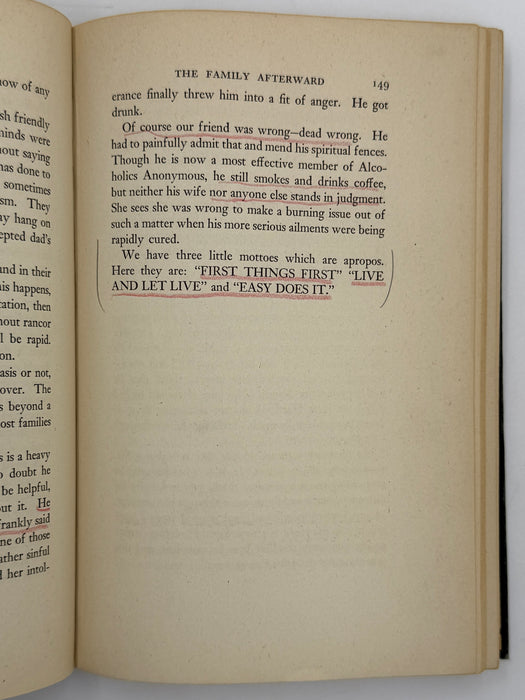 now of any
sh friendly
ninds were
out saying
has done to
sometimes
sm. They
ay hang on
epted dad's
and in their
is happens,
cation, then
out rancor
l be rapid.
on.
asis or not,
over. The
s beyond a
ost families
s is a heavy
o doubt he
be helpful,
out it. He
rankly said
ne of those
ather sinful
d her intol-
THE FAMILY AFTERWARD 149
erance finally threw him into a fit of anger. He got
drunk.
Of course our friend was wrong—dead wrong. He
had to painfully admit that and mend his spiritual fences.
Though he is now a most effective member of Alco-
holics Anonymous, he still smokes and drinks coffee,
but neither his wife nor anyone else stands in judgment.
She sees she was wrong to make a burning issue out of
such a matter when his more serious ailments were being
rapidly cured.
We have three little mottoes which are apropos.
Here they are: “FIRST THINGS FIRST” “LIVE
AND LET LIVE” and “EASY DOES IT.”